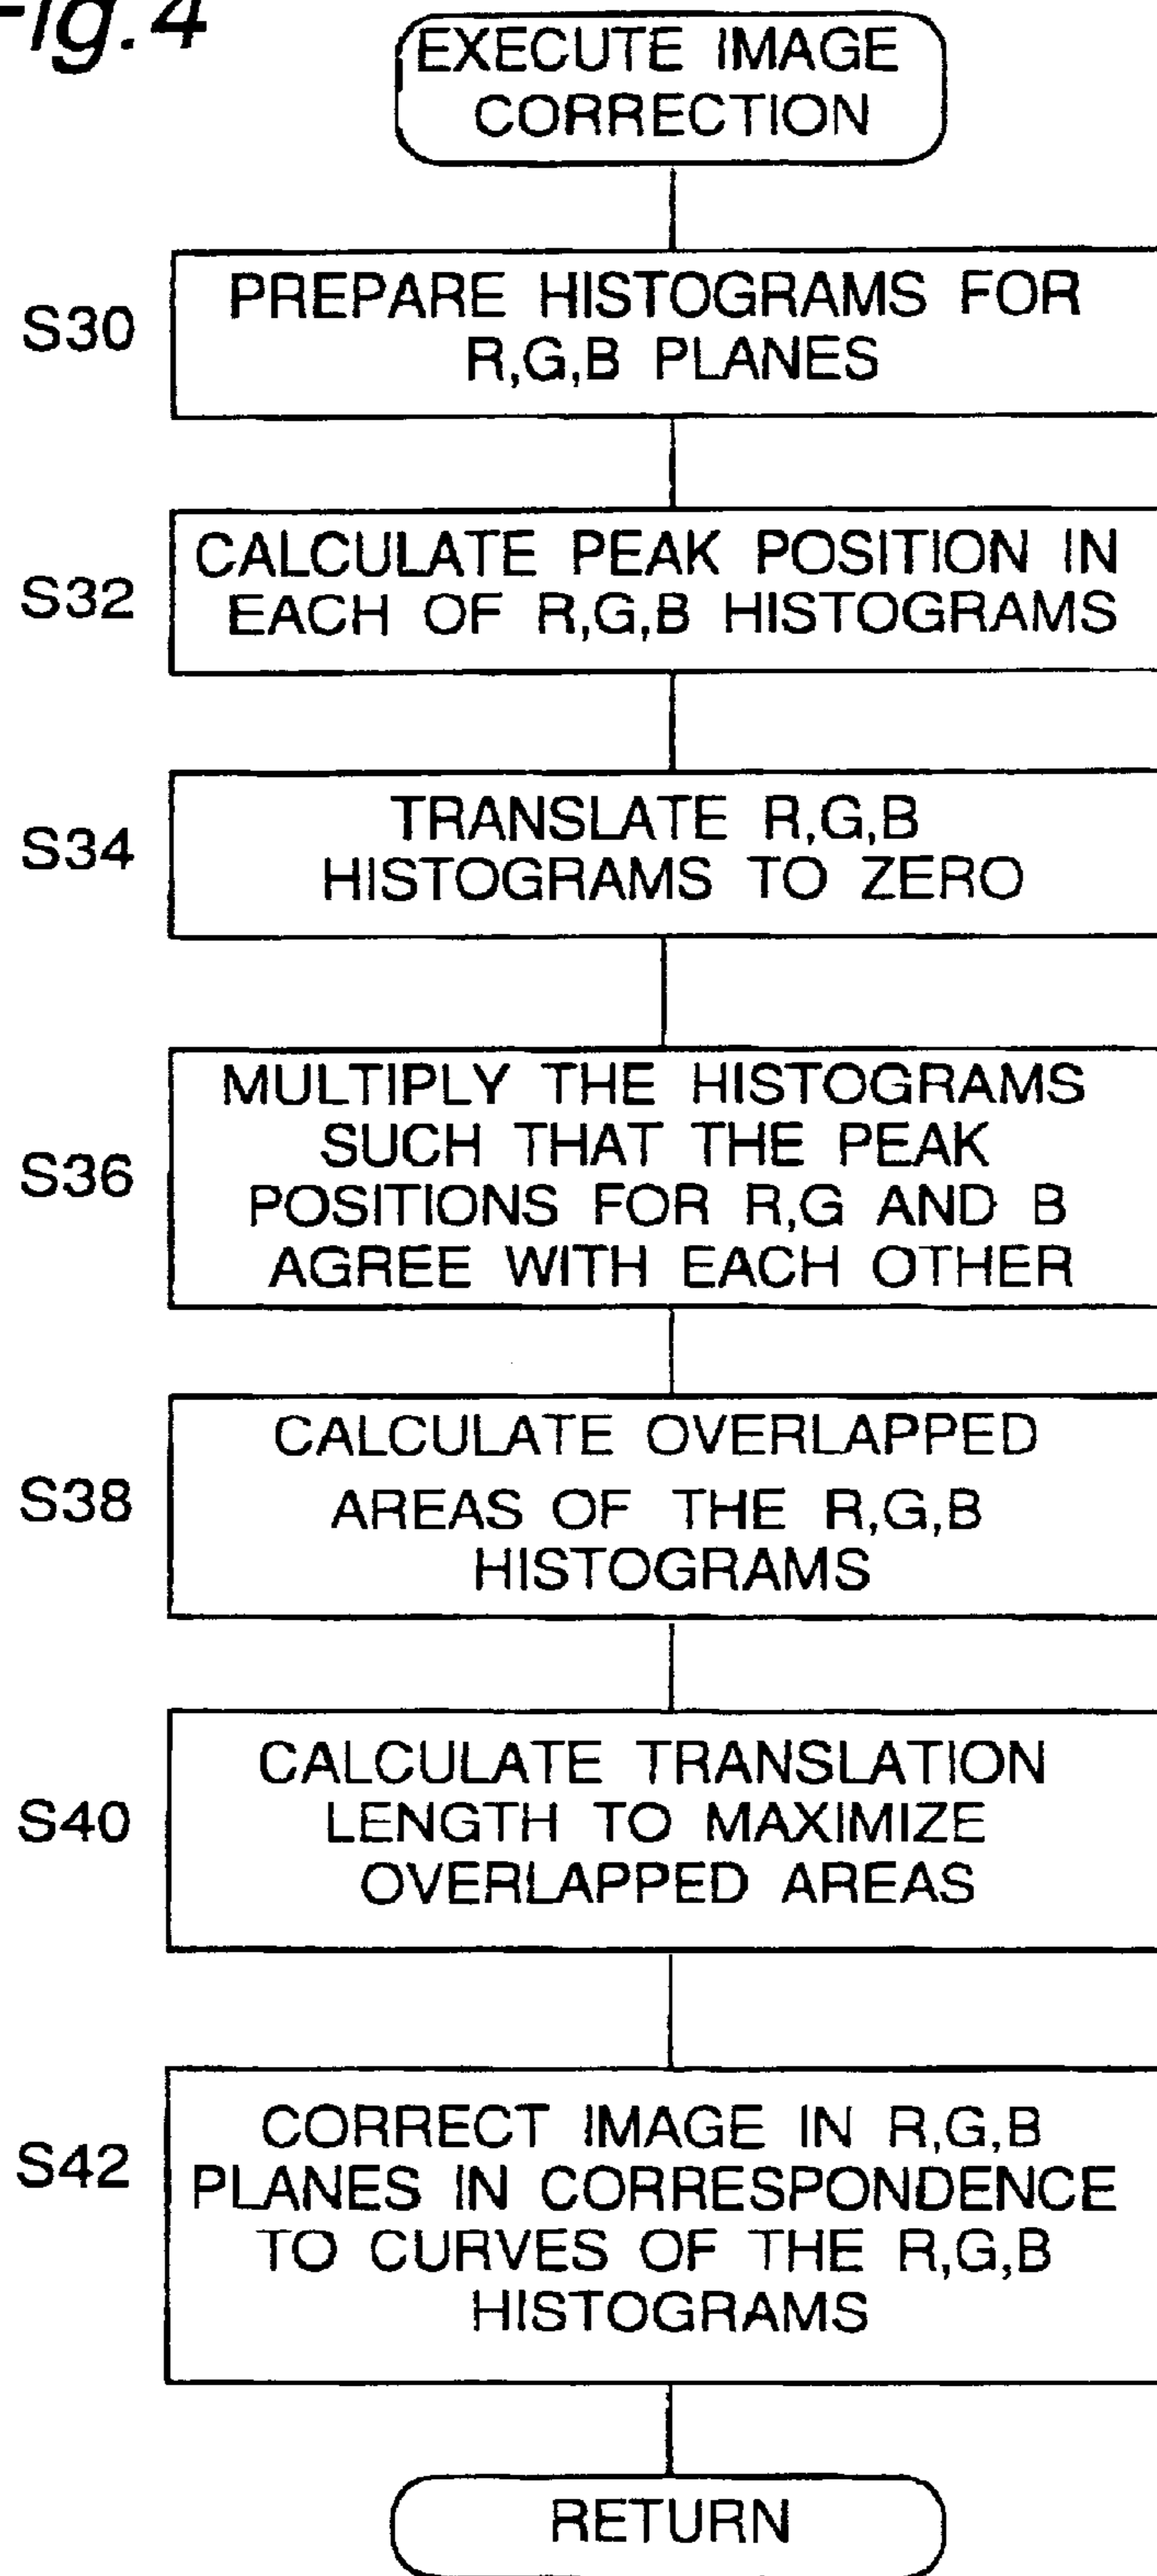 Fig.4
EXECUTE IMAGE
CORRECTION
S30
PREPARE HISTOGRAMS FOR
R,G,B PLANES
S32
CALCULATE PEAK POSITION IN
EACH OF R,G,B HISTOGRAMS
S34
TRANSLATE R,G,B
HISTOGRAMS TO ZERO
S36
MULTIPLY THE HISTOGRAMS
SUCH THAT THE PEAK
POSITIONS FOR R,G AND B
AGREE WITH EACH OTHER
S38
CALCULATE OVERLAPPED
AREAS OF THE R,G,B
HISTOGRAMS
S40
CALCULATE TRANSLATION
LENGTH TO MAXIMIZE
OVERLAPPED AREAS
S42
CORRECT IMAGE IN R,G,B
PLANES IN CORRESPONDENCE
TO CURVES OF THE R,G,B
HISTOGRAMS
RETURN